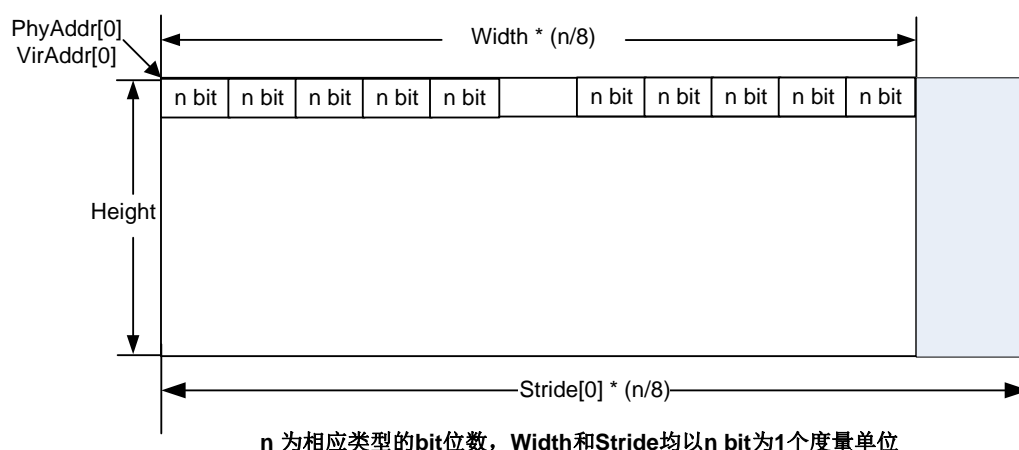 PhyAddr[0]
VirAddr[0]
Width * (n/8)
n bit n bit n bit n bit n bit n bit n bit n bit n bit n bit
Height
Stride[0] * (n/8)
n 为相应类型的bit位数，Width和Stride均以n bit为1个度量单位